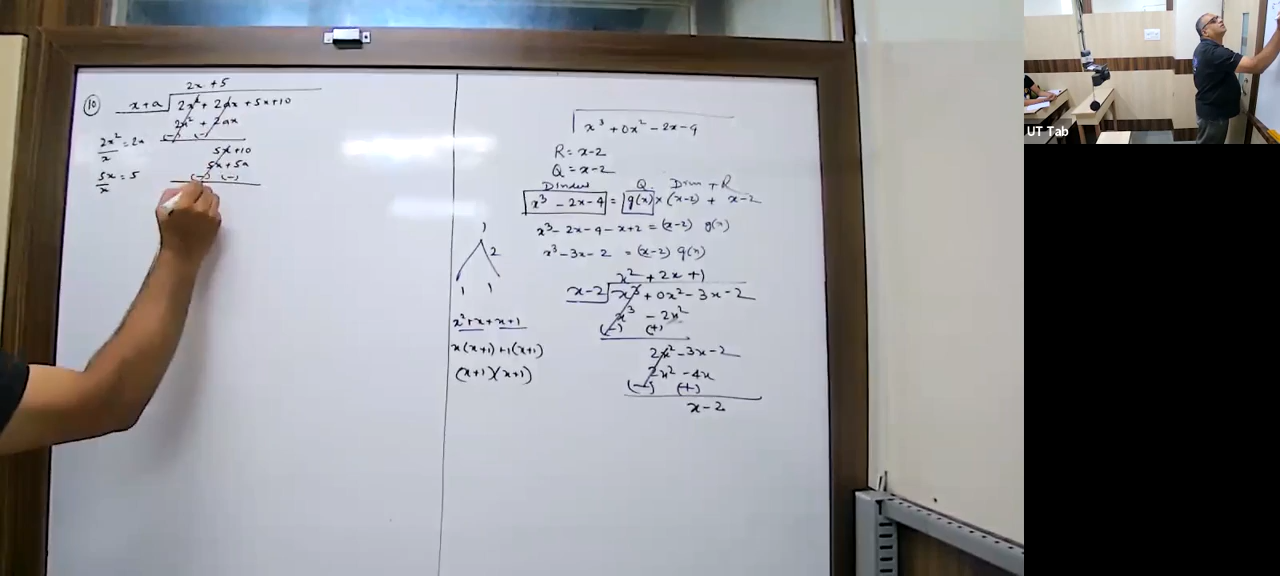 2x + 5
(10) x+a 2x² + 2ax + 5x+10
2x² + 2ax
(-) (-)
2x²/x = 2x
5x+10
5x+5a
(-) (-)
5x/x = 5
x³ + 0x² - 2x - 9
R = x-2
Q = x-2
Q. + R
x³ - 2x - 4 = g(x) × (x-2) + x-2
x³ - 2x - 4 - x + 2 = (x-2) g(x)
x³ - 3x - 2 = (x-2) g(x)
x² + 2x + 1
x-2 x³ + 0x² - 3x - 2
x³ - 2x²
(-) (+)
2x² - 3x - 2
2x² - 4x
(-) (+)
x - 2
1
2
1 1
x²+x+x+1
x(x+1)+1(x+1)
(x+1)(x+1)
UT Tab